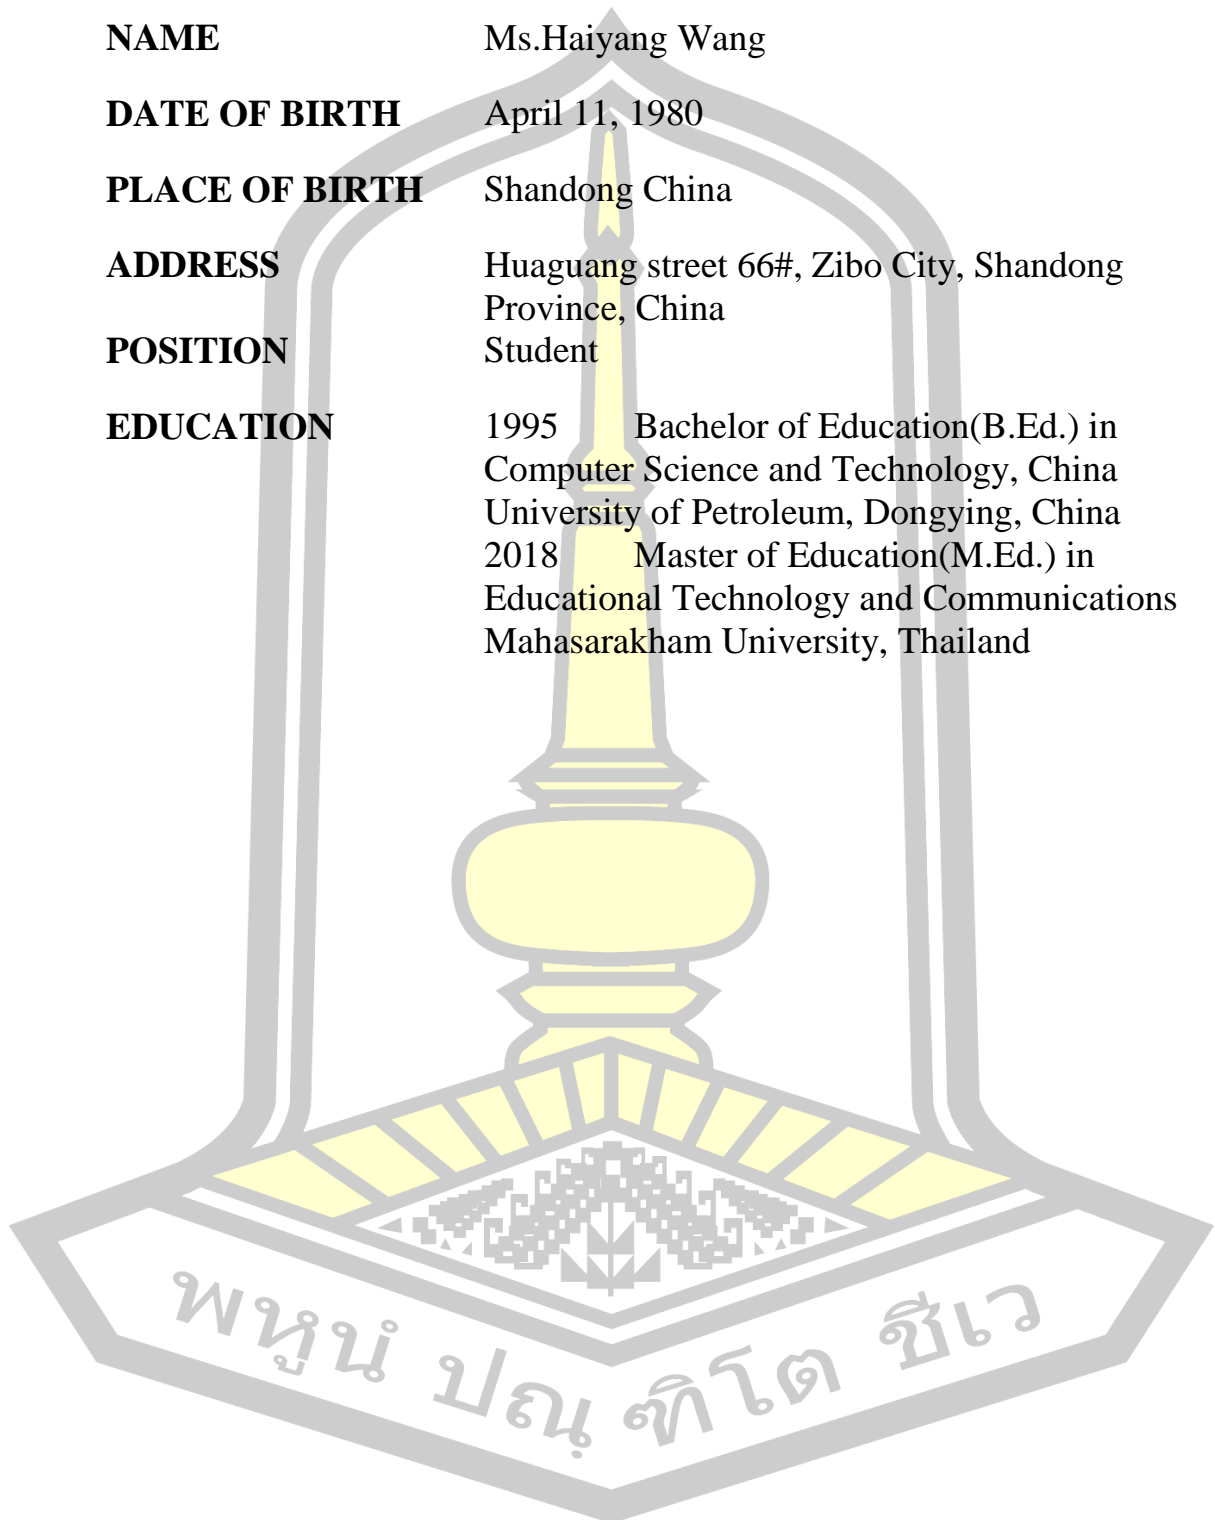 NAME Ms.Haiyang Wang
DATE OF BIRTH April 11, 1980
PLACE OF BIRTH Shandong China
ADDRESS Huaguang street 66#, Zibo City, Shandong
Province, China
POSITION Student
EDUCATION 1995 Bachelor of Education(B.Ed.) in
Computer Science and Technology, China
University of Petroleum, Dongying, China
2018 Master of Education(M.Ed.) in
Educational Technology and Communications
Mahasarakham University, Thailand
พหูนํ ปณฺ ฑิโต ชีเว